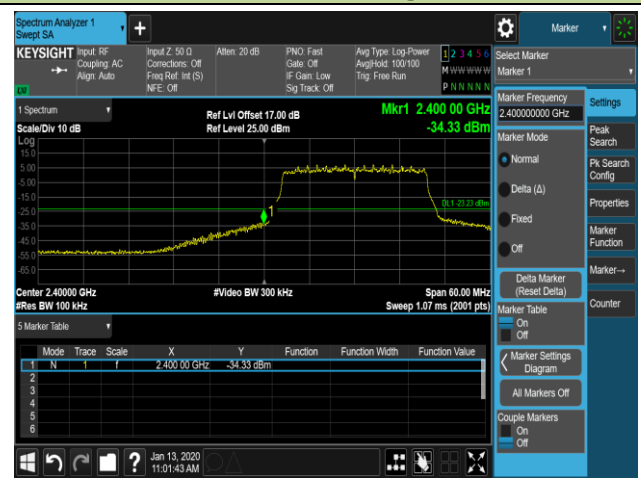 Spectrum Analyzer 1
Swept SA
Marker
KEYSIGHT
Input: RF
Coupling: AC
Align: Auto
Input Z: 50 Ω
Corrections: Off
Freq Ref: Int (S)
NFE: Off
Atten: 20 dB
PNO: Fast
Gate: Off
IF Gain: Low
Sig Track: Off
Avg Type: Log-Power
Avg|Hold: 100/100
Trig: Free Run
1 2 3 4 5 6
M W W W W W
P N N N N N
Select Marker
Marker 1
1 Spectrum
Scale/Div 10 dB
Log
Ref Lvl Offset 17.00 dB
Ref Level 25.00 dBm
Mkr1 2.400 00 GHz
-34.33 dBm
15.0
5.00
-5.00
-15.0
-25.0
-35.0
-45.0
-55.0
-65.0
1
DL1 -23.23 dBm
Center 2.40000 GHz
#Res BW 100 kHz
#Video BW 300 kHz
Span 60.00 MHz
Sweep 1.07 ms (2001 pts)
5 Marker Table
Mode Trace Scale X Y Function Function Width Function Value
1 N 1 f 2.400 00 GHz -34.33 dBm
2
3
4
5
6
Marker Frequency
2.400000000 GHz
Marker Mode
Normal
Delta (Δ)
Fixed
Off
Delta Marker
(Reset Delta)
Marker Table
On
Off
Marker Settings
Diagram
All Markers Off
Couple Markers
On
Off
Settings
Peak
Search
Pk Search
Config
Properties
Marker
Function
Marker→
Counter
Jan 13, 2020
11:01:43 AM